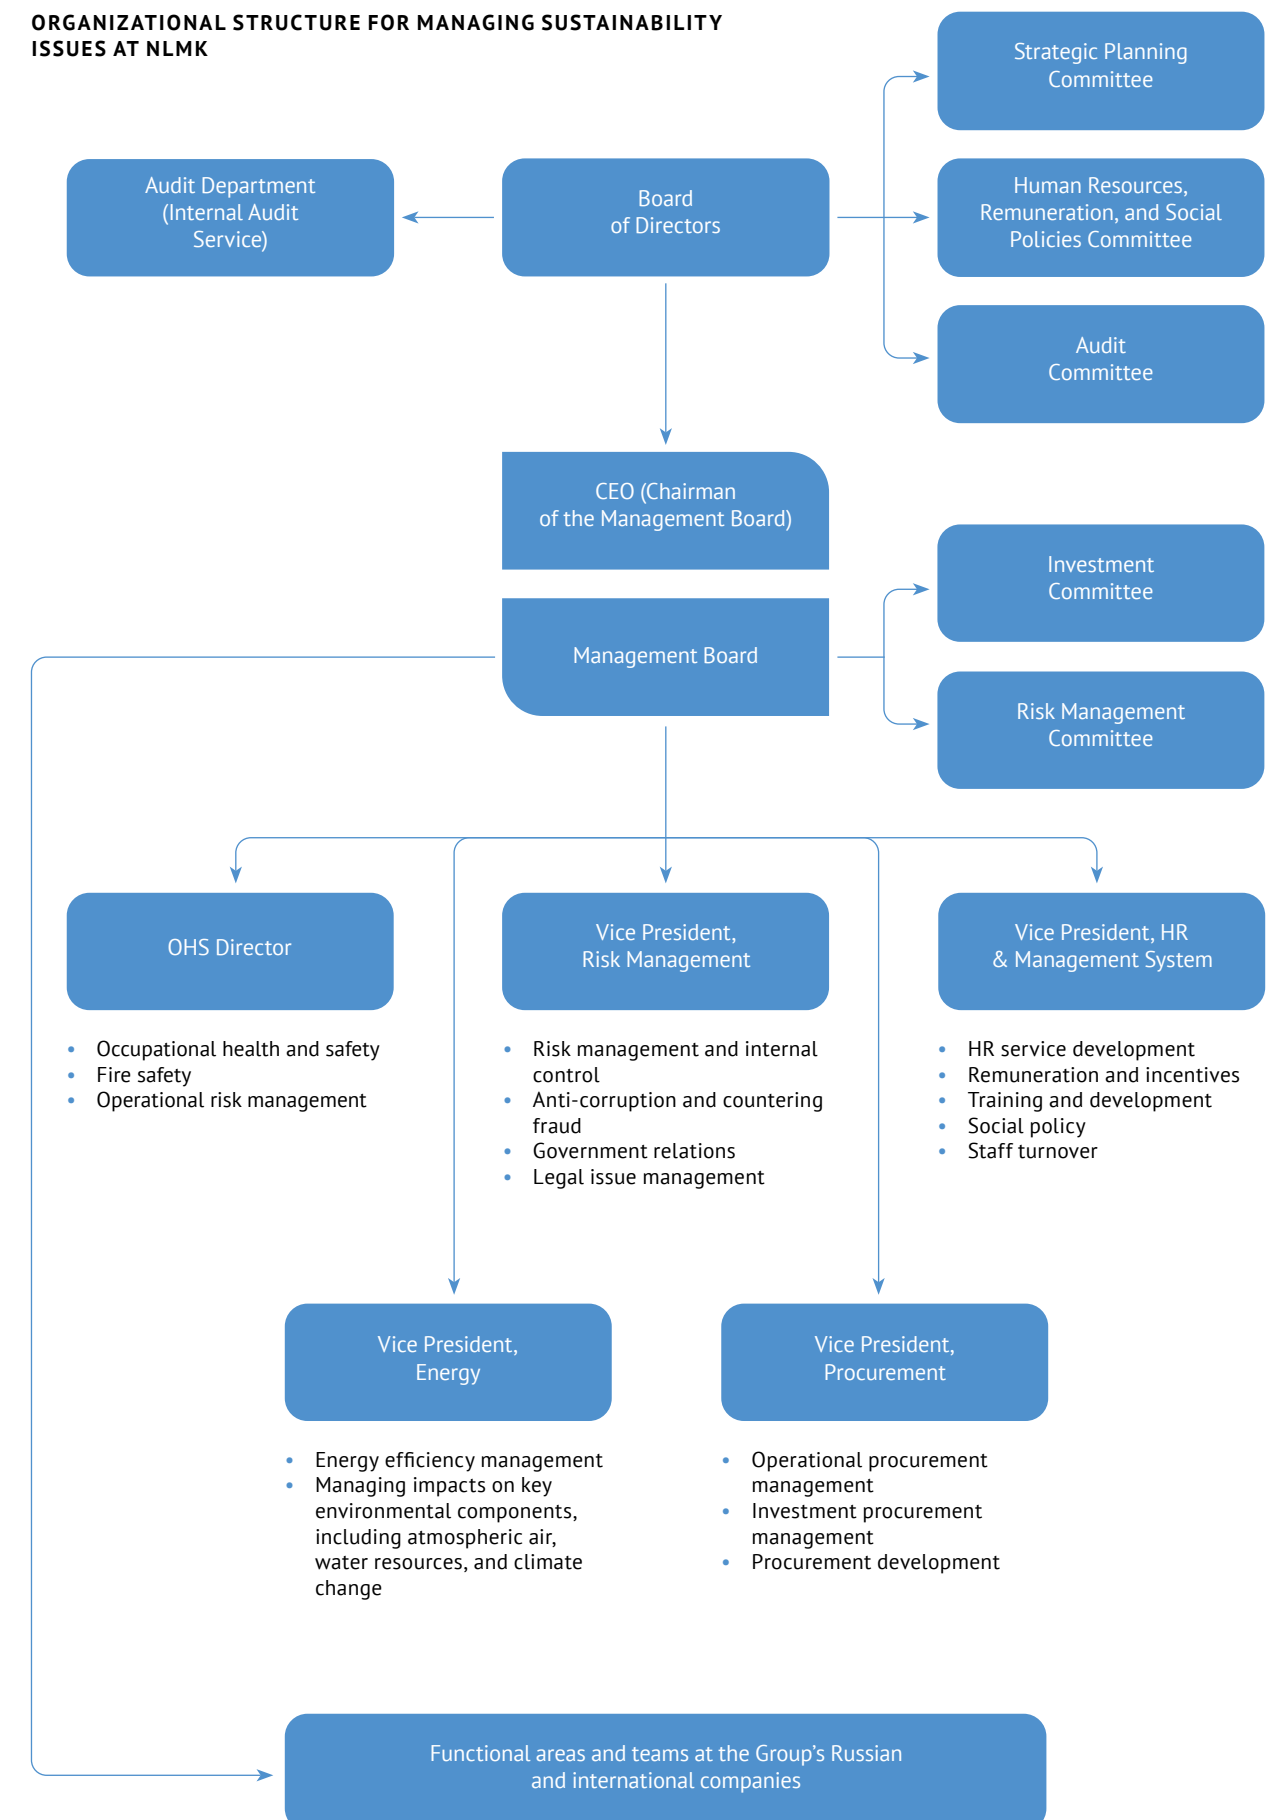 ORGANIZATIONAL STRUCTURE FOR MANAGING SUSTAINABILITY
ISSUES AT NLMK
Strategic Planning
Committee
Audit Department
(Internal Audit
Service)
Board
of Directors
Human Resources,
Remuneration, and Social
Policies Committee
Audit
Committee
CEO (Chairman
of the Management Board)
Investment
Committee
Management Board
Risk Management
Committee
OHS Director
Vice President,
Risk Management
Vice President, HR
& Management System
• Occupational health and safety
• Fire safety
• Operational risk management
• Risk management and internal
control
• Anti-corruption and countering
fraud
• Government relations
• Legal issue management
• HR service development
• Remuneration and incentives
• Training and development
• Social policy
• Staff turnover
Vice President,
Energy
Vice President,
Procurement
• Energy efficiency management
• Managing impacts on key
environmental components,
including atmospheric air,
water resources, and climate
change
• Operational procurement
management
• Investment procurement
management
• Procurement development
Functional areas and teams at the Group’s Russian
and international companies